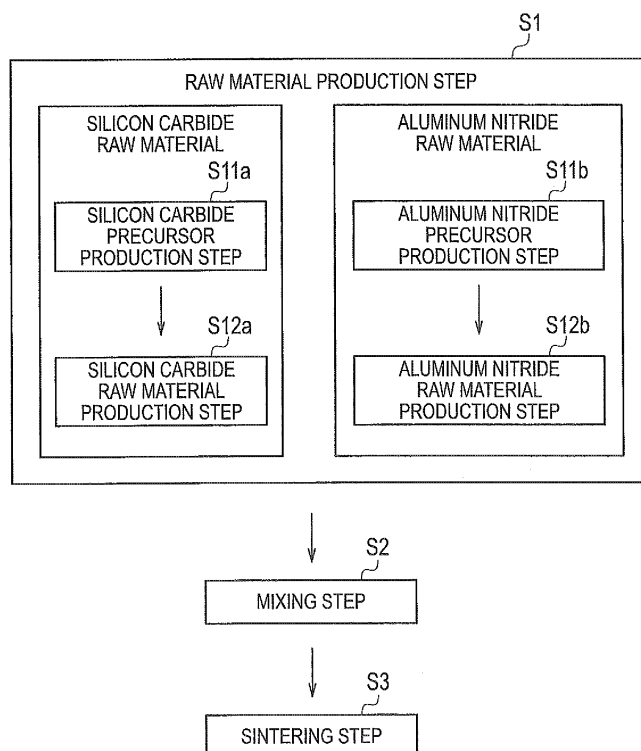 S1
RAW MATERIAL PRODUCTION STEP
SILICON CARBIDE
RAW MATERIAL
S11a
SILICON CARBIDE
PRECURSOR
PRODUCTION STEP
S12a
SILICON CARBIDE
RAW MATERIAL
PRODUCTION STEP
ALUMINUM NITRIDE
RAW MATERIAL
S11b
ALUMINUM NITRIDE
PRECURSOR
PRODUCTION STEP
S12b
ALUMINUM NITRIDE
RAW MATERIAL
PRODUCTION STEP
S2
MIXING STEP
S3
SINTERING STEP